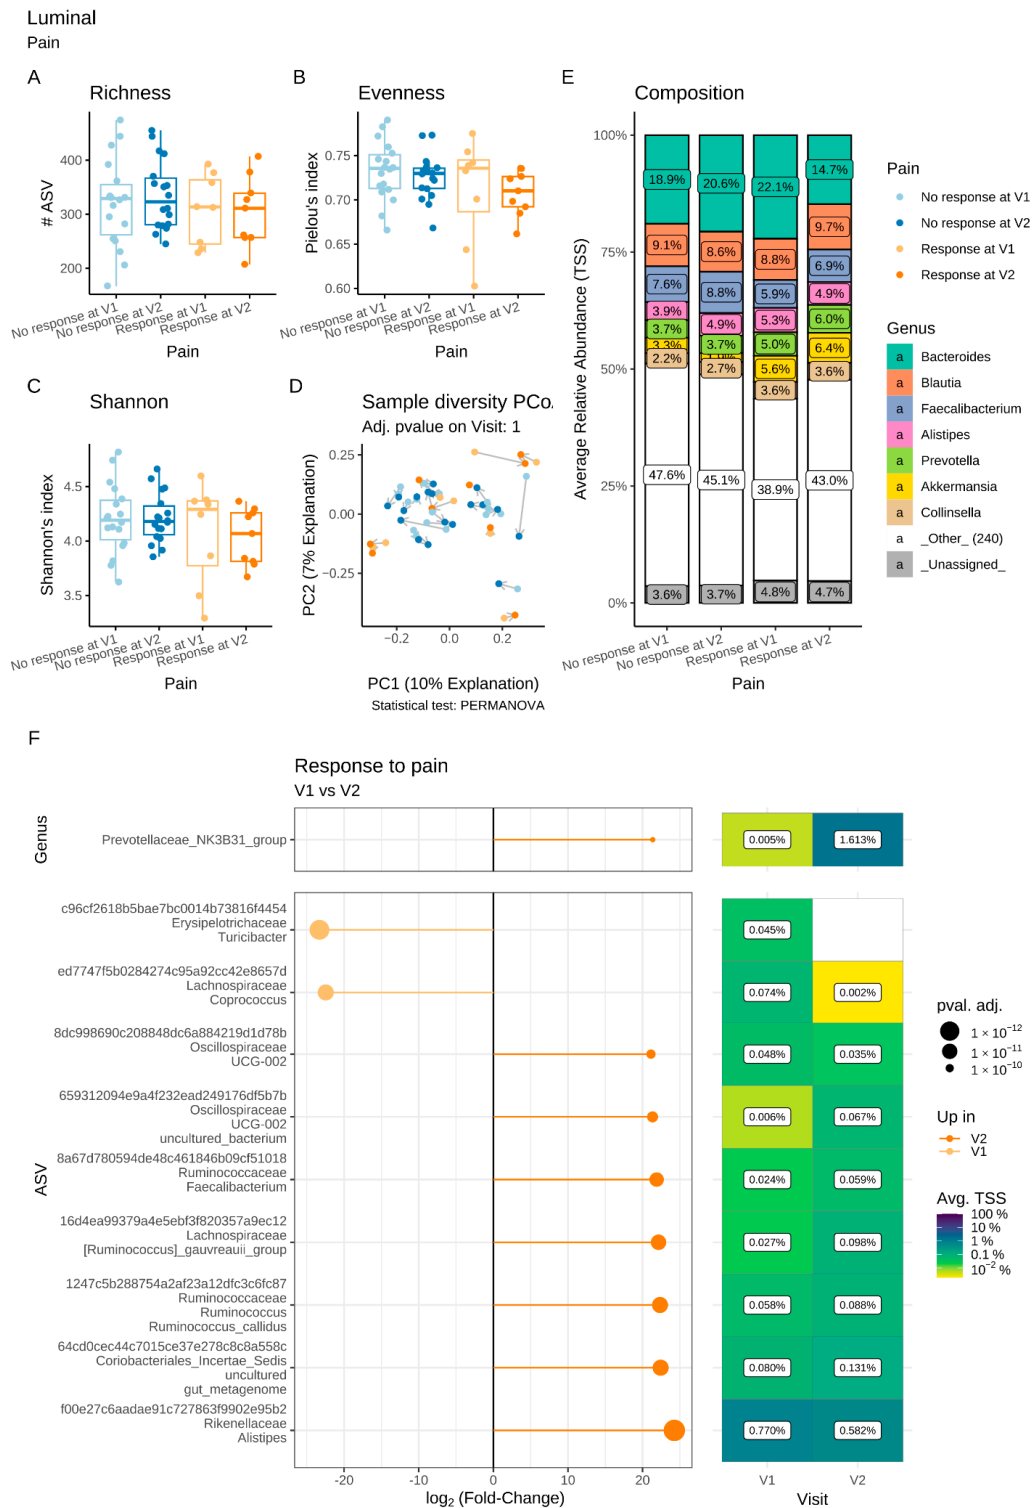 Luminal
Pain
A
Richness
# ASV
400
300
200
No response at V1
No response at V2
Response at V1
Response at V2
Pain
B
Evenness
Pielou's index
0.75
0.70
0.65
0.60
No response at V1
No response at V2
Response at V1
Response at V2
Pain
E
Composition
Average Relative Abundance (TSS)
100%
75%
50%
25%
0%
18.9%
9.1%
7.6%
3.9%
3.7%
3.3%
2.2%
47.6%
3.6%
20.6%
8.6%
8.8%
4.9%
3.7%
2.7%
45.1%
3.7%
22.1%
8.8%
5.9%
5.3%
5.0%
5.6%
3.6%
38.9%
4.8%
14.7%
9.7%
6.9%
4.9%
6.0%
6.4%
3.6%
43.0%
4.7%
No response at V1
No response at V2
Response at V1
Response at V2
Pain
Pain
No response at V1
No response at V2
Response at V1
Response at V2
Genus
a Bacteroides
a Blautia
a Faecalibacterium
a Alistipes
a Prevotella
a Akkermansia
a Collinsella
a _Other_ (240)
a _Unassigned_
C
Shannon
Shannon's index
4.5
4.0
3.5
No response at V1
No response at V2
Response at V1
Response at V2
Pain
D
Sample diversity PCo
Adj. pvalue on Visit: 1
PC2 (7% Explanation)
0.25
0.00
−0.25
−0.2
0.0
0.2
PC1 (10% Explanation)
Statistical test: PERMANOVA
F
Response to pain
V1 vs V2
Genus
Prevotellaceae_NK3B31_group
0.005%
1.613%
ASV
c96cf2618b5bae7bc0014b73816f4454
Erysipelotrichaceae
Turicibacter
0.045%
ed7747f5b0284274c95a92cc42e8657d
Lachnospiraceae
Coprococcus
0.074%
0.002%
8dc998690c208848dc6a884219d1d78b
Oscillospiraceae
UCG-002
0.048%
0.035%
659312094e9a4f232ead249176df5b7b
Oscillospiraceae
UCG-002
uncultured_bacterium
0.006%
0.067%
8a67d780594de48c461846b09cf51018
Ruminococcaceae
Faecalibacterium
0.024%
0.059%
16d4ea99379a4e5ebf3f820357a9ec12
Lachnospiraceae
[Ruminococcus]_gauvreauii_group
0.027%
0.098%
1247c5b288754a2af23a12dfc3c6fc87
Ruminococcaceae
Ruminococcus
Ruminococcus_callidus
0.058%
0.088%
64cd0cec44c7015ce37e278c8c8a558c
Coriobacteriales_Incertae_Sedis
uncultured
gut_metagenome
0.080%
0.131%
f00e27c6aadae91c727863f9902e95b2
Rikenellaceae
Alistipes
0.770%
0.582%
-20
-10
0
10
20
log₂ (Fold-Change)
V1
V2
Visit
pval. adj.
1 × 10⁻¹²
1 × 10⁻¹¹
1 × 10⁻¹⁰
Up in
V2
V1
Avg. TSS
100 %
10 %
1 %
0.1 %
10⁻² %